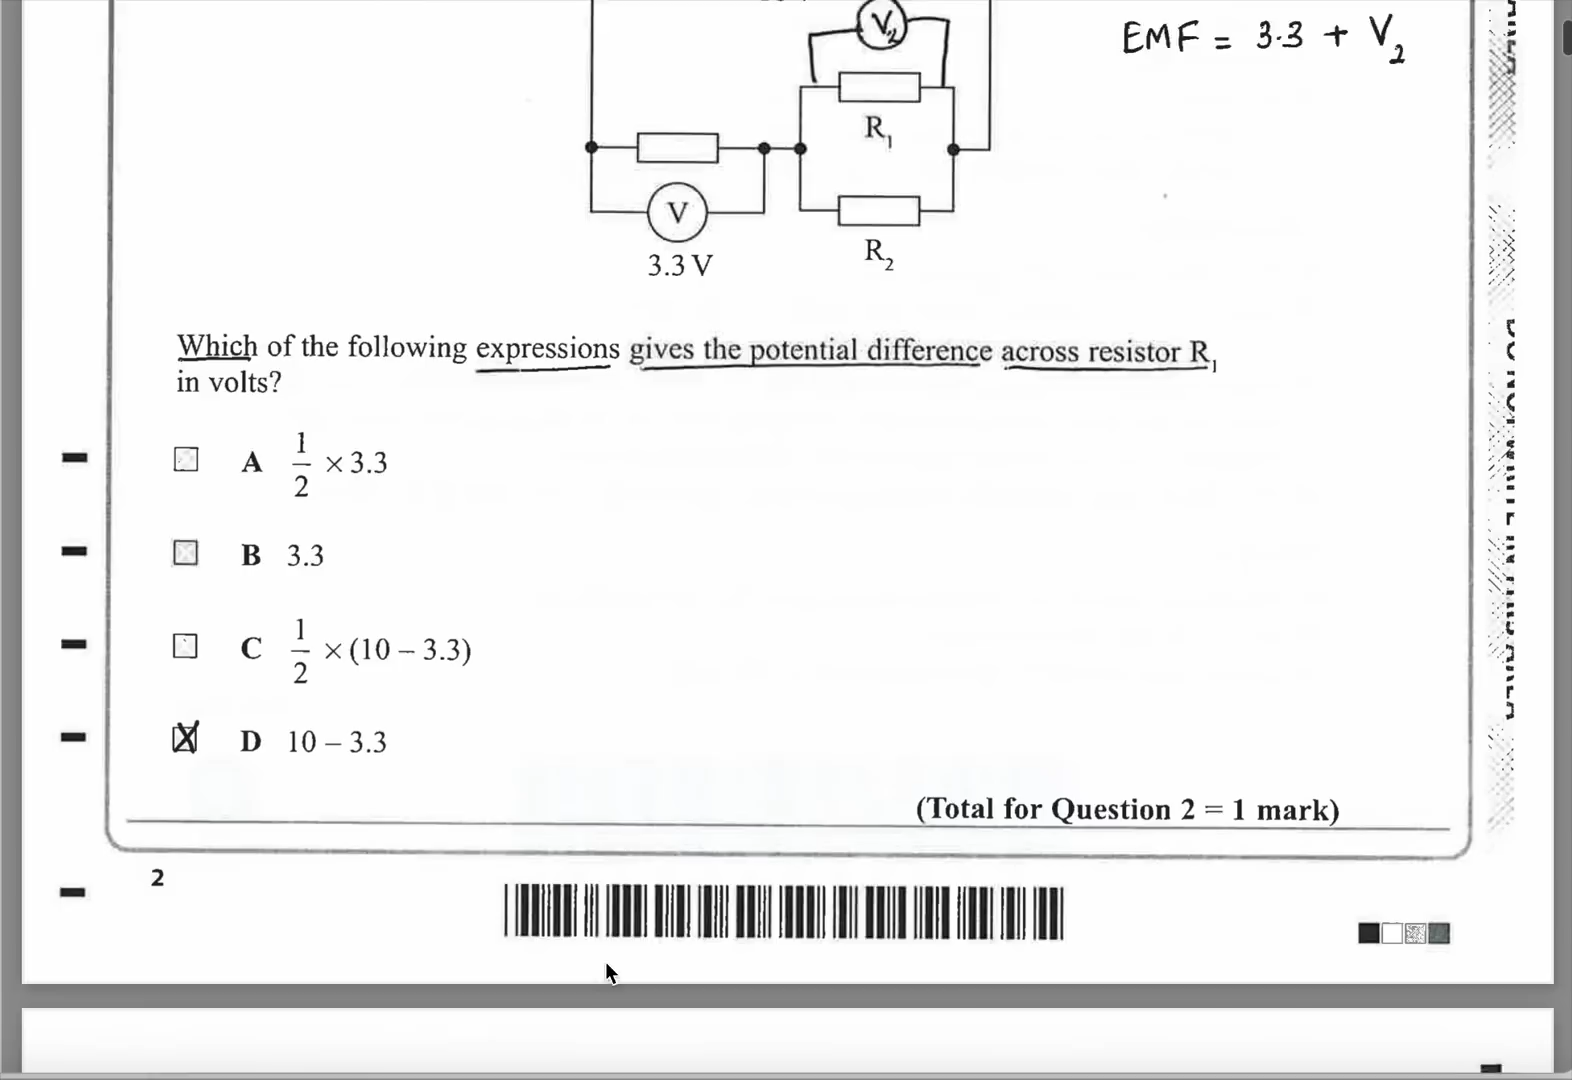 V₂
EMF = 3.3 + V₂
R₁
V
3.3 V
R₂
Which of the following expressions gives the potential difference across resistor R₁
in volts?
A 1/2 × 3.3
B 3.3
C 1/2 × (10 – 3.3)
D 10 – 3.3
(Total for Question 2 = 1 mark)
2